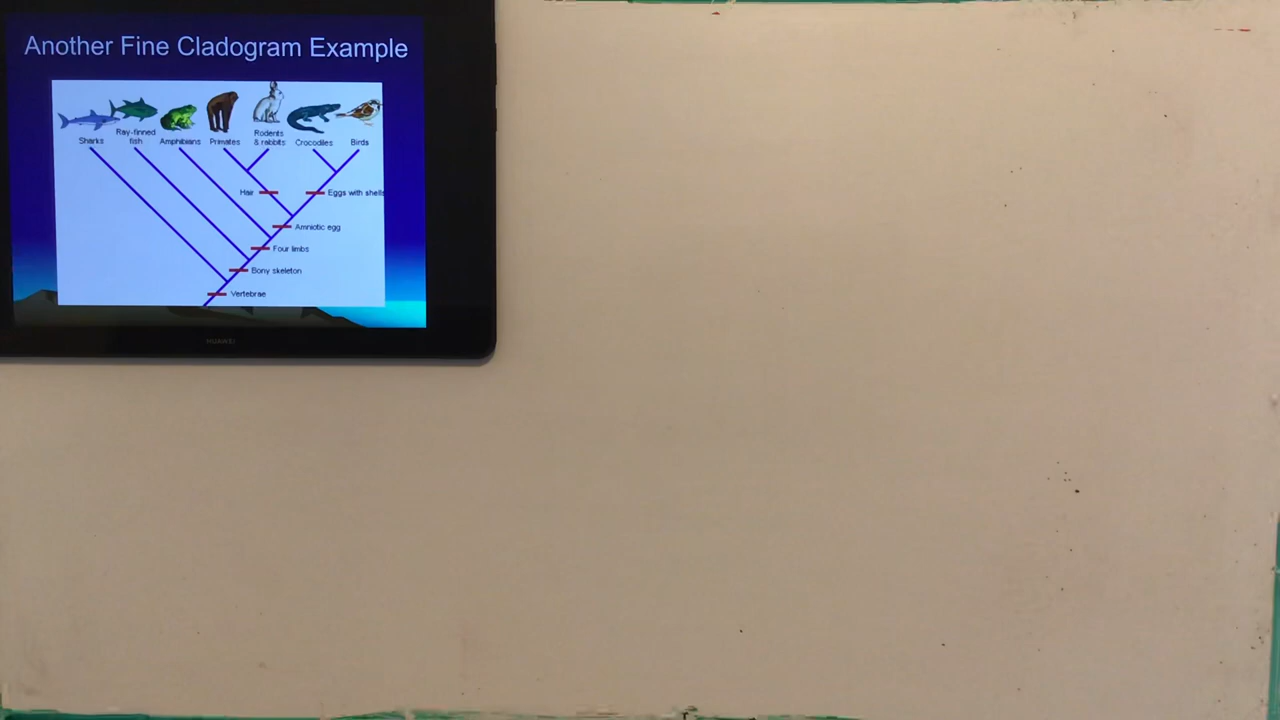 Another Fine Cladogram Example
Sharks
Ray-finned
fish
Amphibians
Primates
Rodents
& rabbits
Crocodiles
Birds
Hair
Eggs with shells
Amniotic egg
Four limbs
Bony skeleton
Vertebrae
HUAWEI